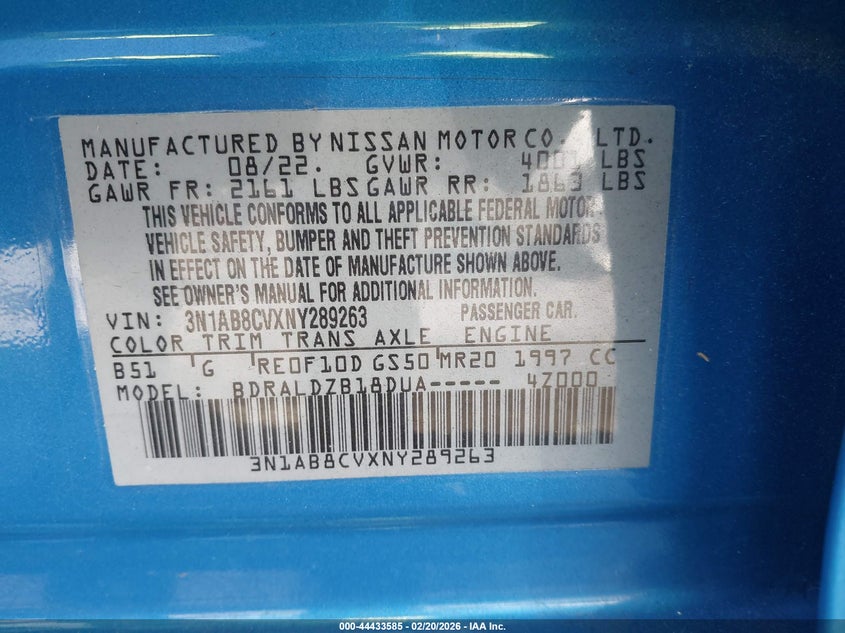 MANUFACTURED BY NISSAN MOTOR CO., LTD.
DATE: 08/22. GVWR: 4001 LBS
GAWR FR: 2161 LBS GAWR RR: 1863 LBS
THIS VEHICLE CONFORMS TO ALL APPLICABLE FEDERAL MOTOR
VEHICLE SAFETY, BUMPER AND THEFT PREVENTION STANDARDS
IN EFFECT ON THE DATE OF MANUFACTURE SHOWN ABOVE.
SEE OWNER'S MANUAL FOR ADDITIONAL INFORMATION.
VIN: 3N1AB8CVXNY289263 PASSENGER CAR.
COLOR TRIM TRANS AXLE ENGINE
B51 G RE0F10D GS50 MR20 1997 CC
MODEL: BDRALDZB18DUA----- 4Z000
3N1AB8CVXNY289263
000-44433585 - 02/20/2026 - IAA Inc.